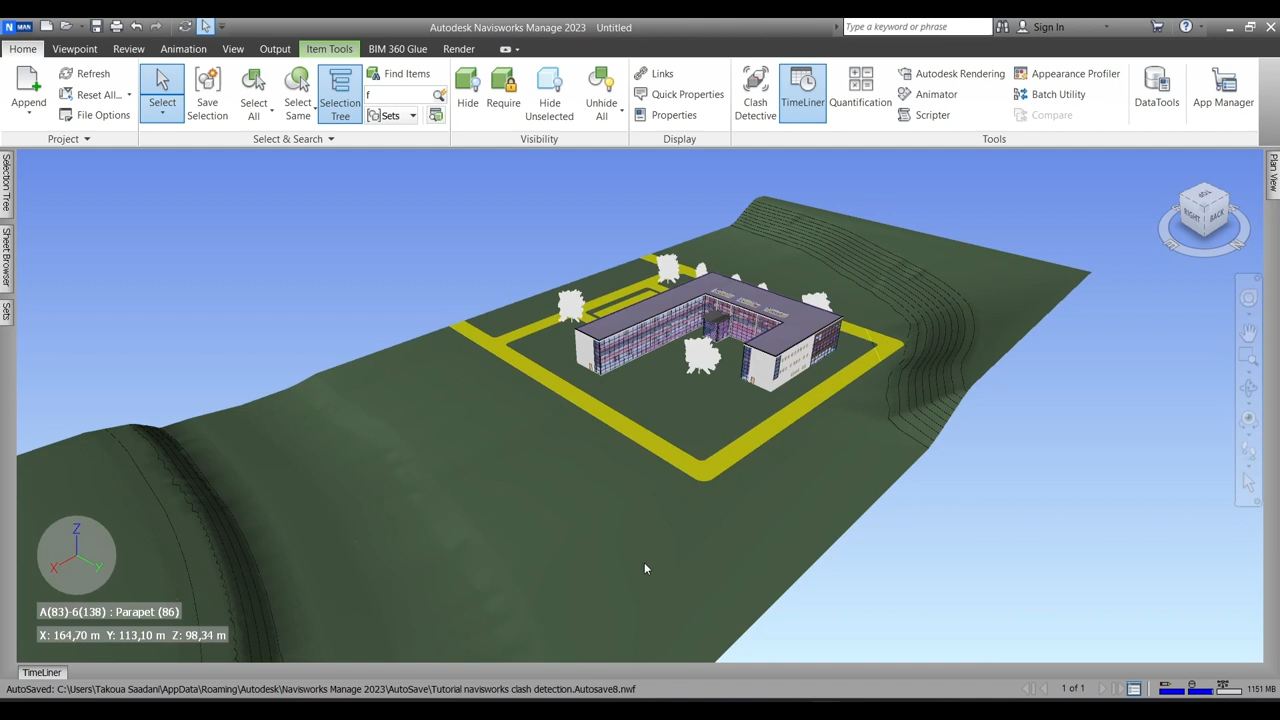 MAN
Autodesk Navisworks Manage 2023 Untitled
Type a keyword or phrase
Sign In
Home Viewpoint Review Animation View Output Item Tools BIM 360 Glue Render
Append
Refresh
Reset All...
File Options
Project
Select
Save Selection
Select All
Select Same
Selection Tree
Find Items
f
Sets
Select & Search
Hide
Require
Hide Unselected
Unhide All
Visibility
Links
Quick Properties
Properties
Display
Clash Detective
TimeLiner
Quantification
Autodesk Rendering
Animator
Scripter
Appearance Profiler
Batch Utility
Compare
Tools
DataTools
App Manager
Selection Tree
Sheet Browser
Sets
Plan View
TOP
RIGHT
BACK
Z
X
Y
A(83)-6(138) : Parapet (86)
X: 164,70 m Y: 113,10 m Z: 98,34 m
TimeLiner
AutoSaved: C:\Users\Takoua Saadani\AppData\Roaming\Autodesk\Navisworks Manage 2023\AutoSave\Tutorial navisworks clash detection.Autosave8.nwf
1 of 1
1151 MB